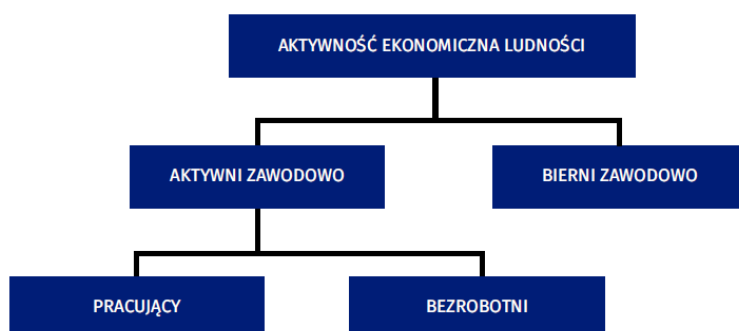 AKTYWNOŚĆ EKONOMICZNA LUDNOŚCI
AKTYWNI ZAWODOWO
BIERNI ZAWODOWO
PRACUJĄCY
BEZROBOTNI